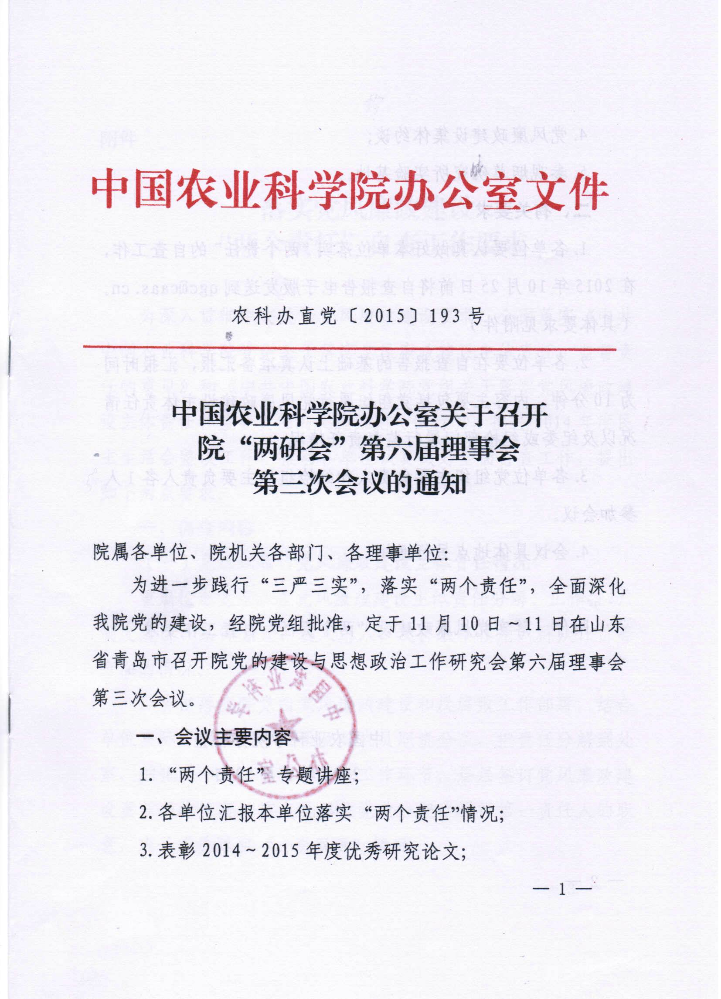 中国农业科学院办公室文件
农科办直党〔2015〕193号
中国农业科学院办公室关于召开
院“两研会”第六届理事会
第三次会议的通知
院属各单位、院机关各部门、各理事单位：
为进一步践行“三严三实”，落实“两个责任”，全面深化
我院党的建设，经院党组批准，定于11月10日~11日在山东
省青岛市召开院党的建设与思想政治工作研究会第六届理事会
第三次会议。
一、会议主要内容
1.“两个责任”专题讲座；
2.各单位汇报本单位落实“两个责任”情况；
3.表彰2014~2015年度优秀研究论文；
— 1 —